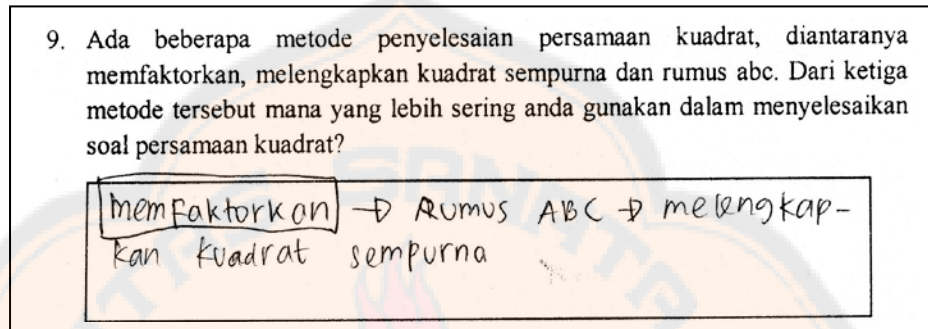 9. Ada beberapa metode penyelesaian persamaan kuadrat, diantaranya
memfaktorkan, melengkapkan kuadrat sempurna dan rumus abc. Dari ketiga
metode tersebut mana yang lebih sering anda gunakan dalam menyelesaikan
soal persamaan kuadrat?
memfaktorkan → Rumus ABC → melengkap-
kan kuadrat sempurna